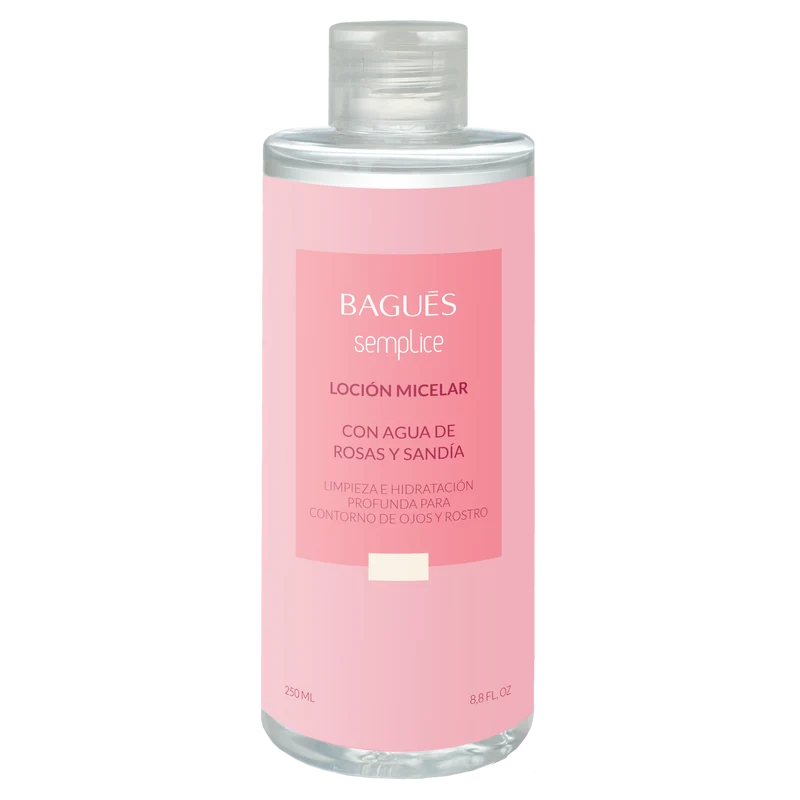 BAGUĒS
semplice
LOCIÓN MICELAR
CON AGUA DE
ROSAS Y SANDÍA
LIMPIEZA E HIDRATACIÓN
PROFUNDA PARA
CONTORNO DE OJOS Y ROSTRO
250 ML
8,8 FL. OZ